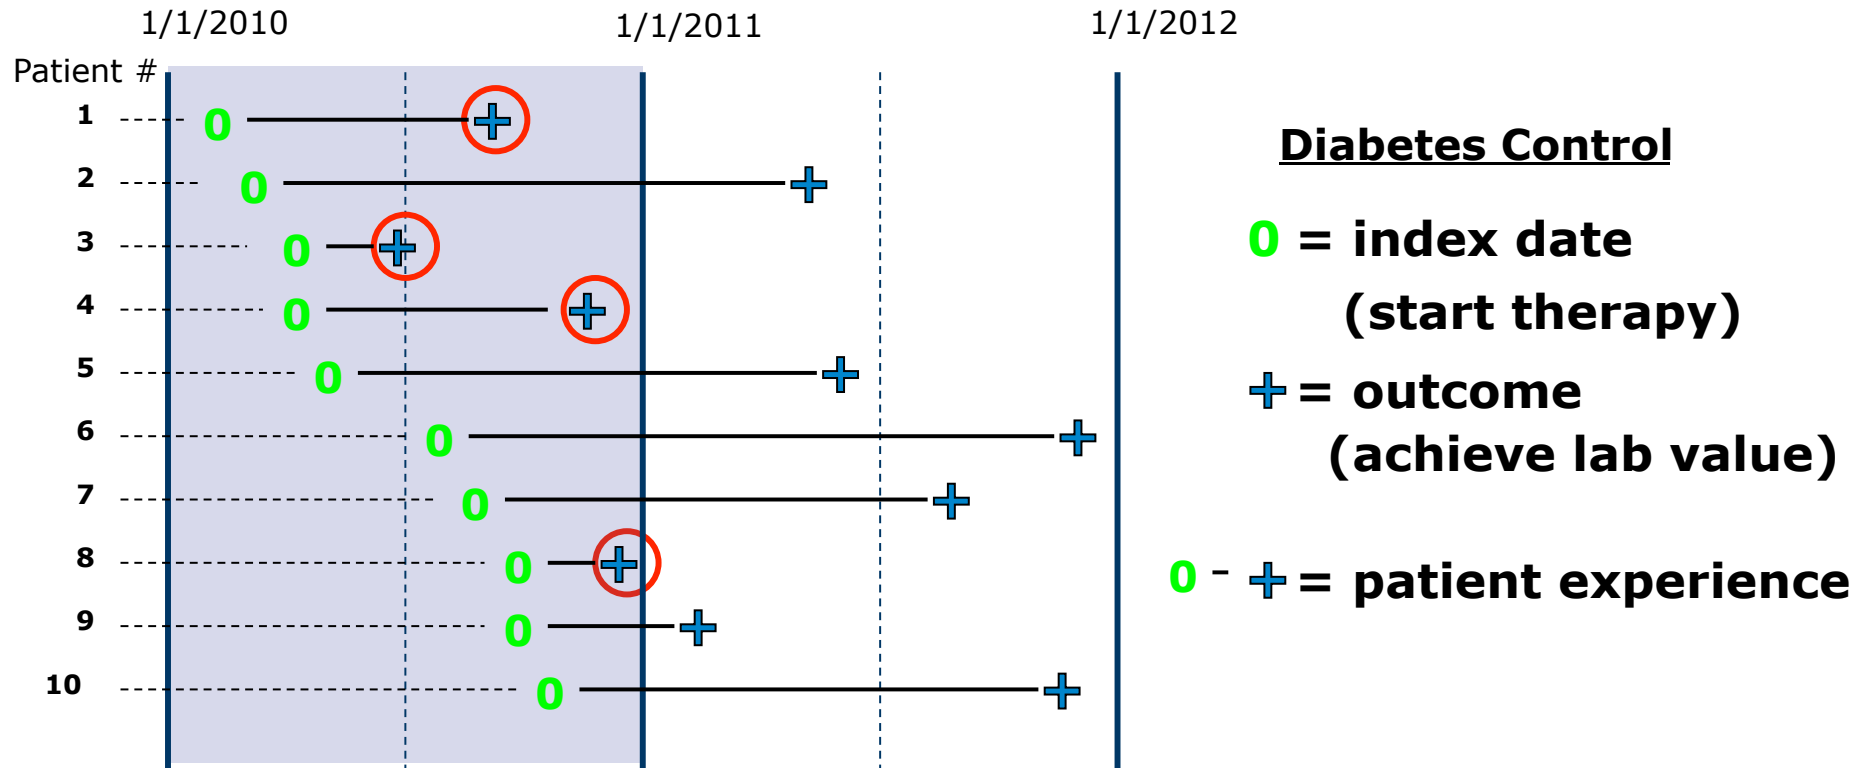 1/1/2010 1/1/2011 1/1/2012
Patient #
1 0
2 0
3 0
4 0
5 0
6 0
7 0
8 0
9 0
10 0
Diabetes Control
0 = index date
(start therapy)
+ = outcome
(achieve lab value)
0 - + = patient experience